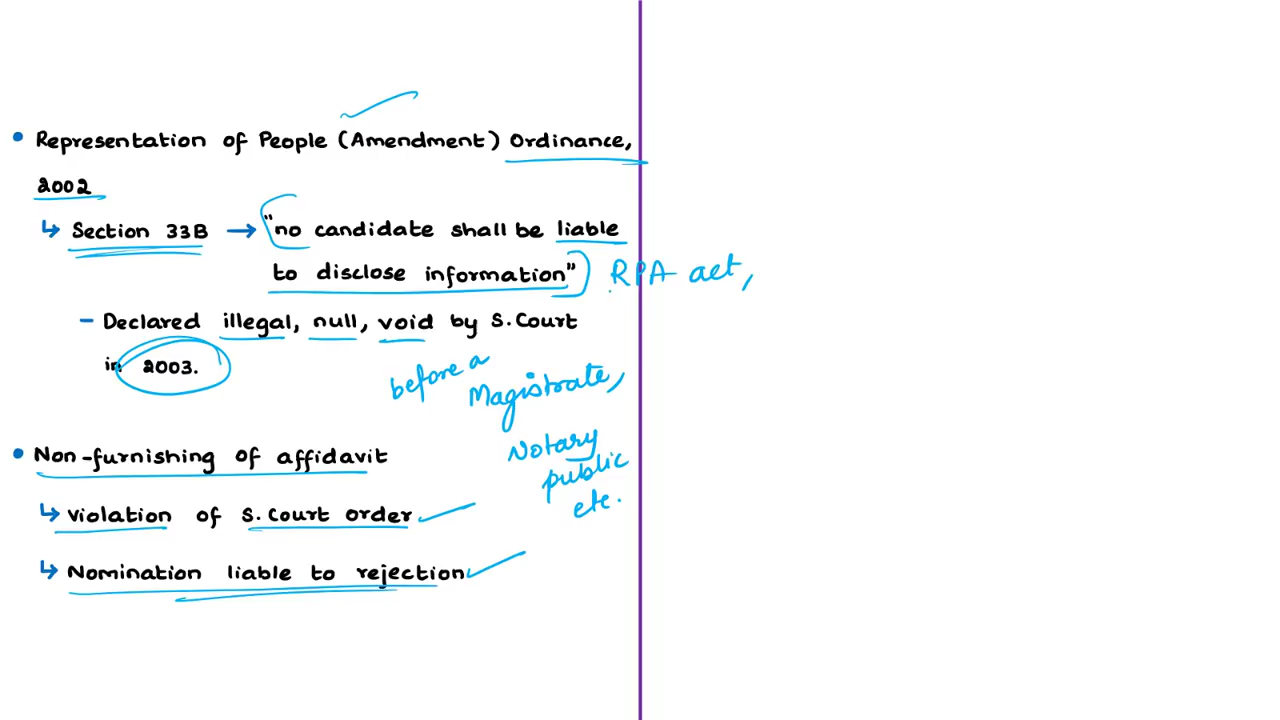 • Representation of People (Amendment) Ordinance,
2002
↳ Section 33B → "no candidate shall be liable
to disclose information" RPA act,
- Declared illegal, null, void by S.Court
in 2003.
before a
Magistrate,
Notary
public
etc.
• Non-furnishing of affidavit
↳ violation of S.Court order
↳ Nomination liable to rejection